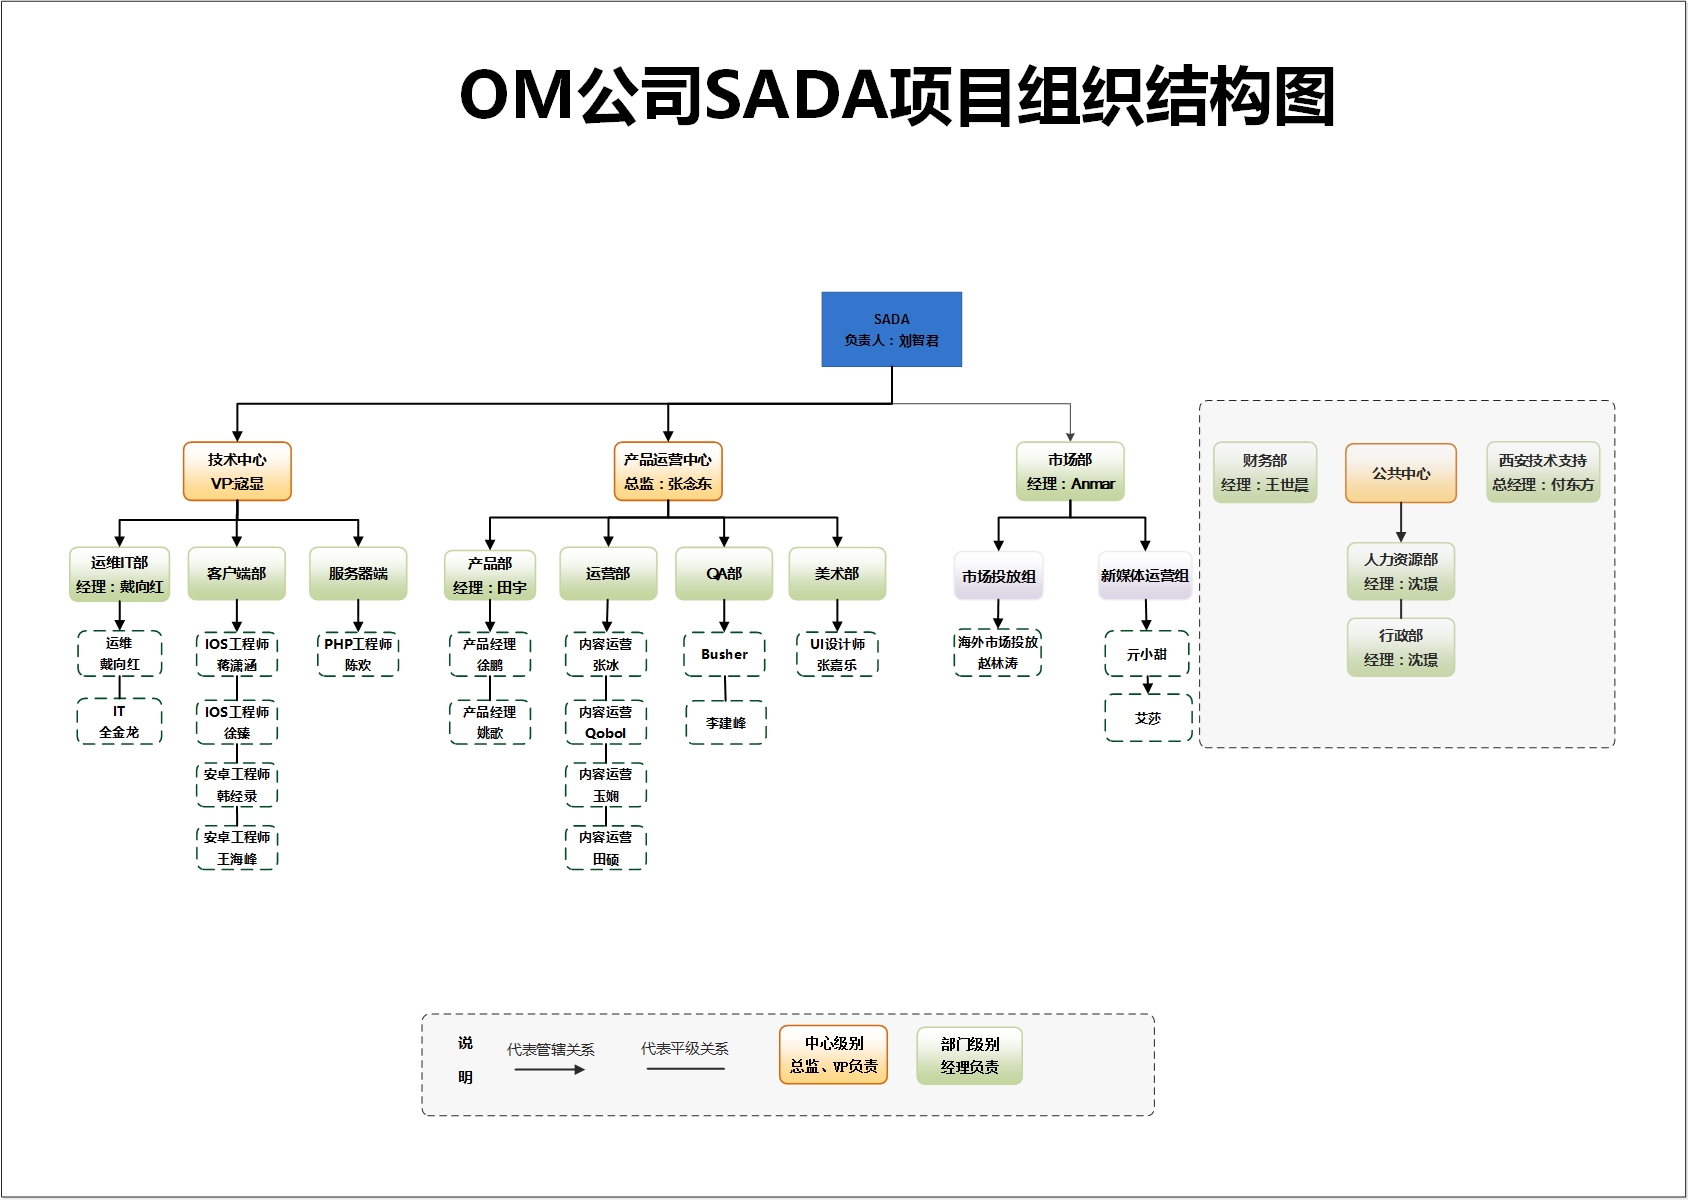 OM公司SADA项目组织结构图
SADA
负责人：刘智君
技术中心
VP:寇显
产品运营中心
总监：张念东
市场部
经理：Anmar
财务部
经理：王世晨
公共中心
西安技术支持
总经理：付东方
运维IT部
经理：戴向红
客户端部
服务器端
产品部
经理：田宇
运营部
QA部
美术部
市场投放组
新媒体运营组
人力资源部
经理：沈璟
行政部
经理：沈璟
运维
戴向红
IT
全金龙
IOS工程师
蒋潇涵
IOS工程师
徐臻
安卓工程师
韩经录
安卓工程师
王海峰
PHP工程师
陈欢
产品经理
徐鹏
产品经理
姚歌
内容运营
张冰
内容运营
Qobol
内容运营
玉娴
内容运营
田硕
Busher
李建峰
UI设计师
张嘉乐
海外市场投放
赵林涛
亓小甜
艾莎
说
明
代表管辖关系
代表平级关系
中心级别
总监、VP负责
部门级别
经理负责